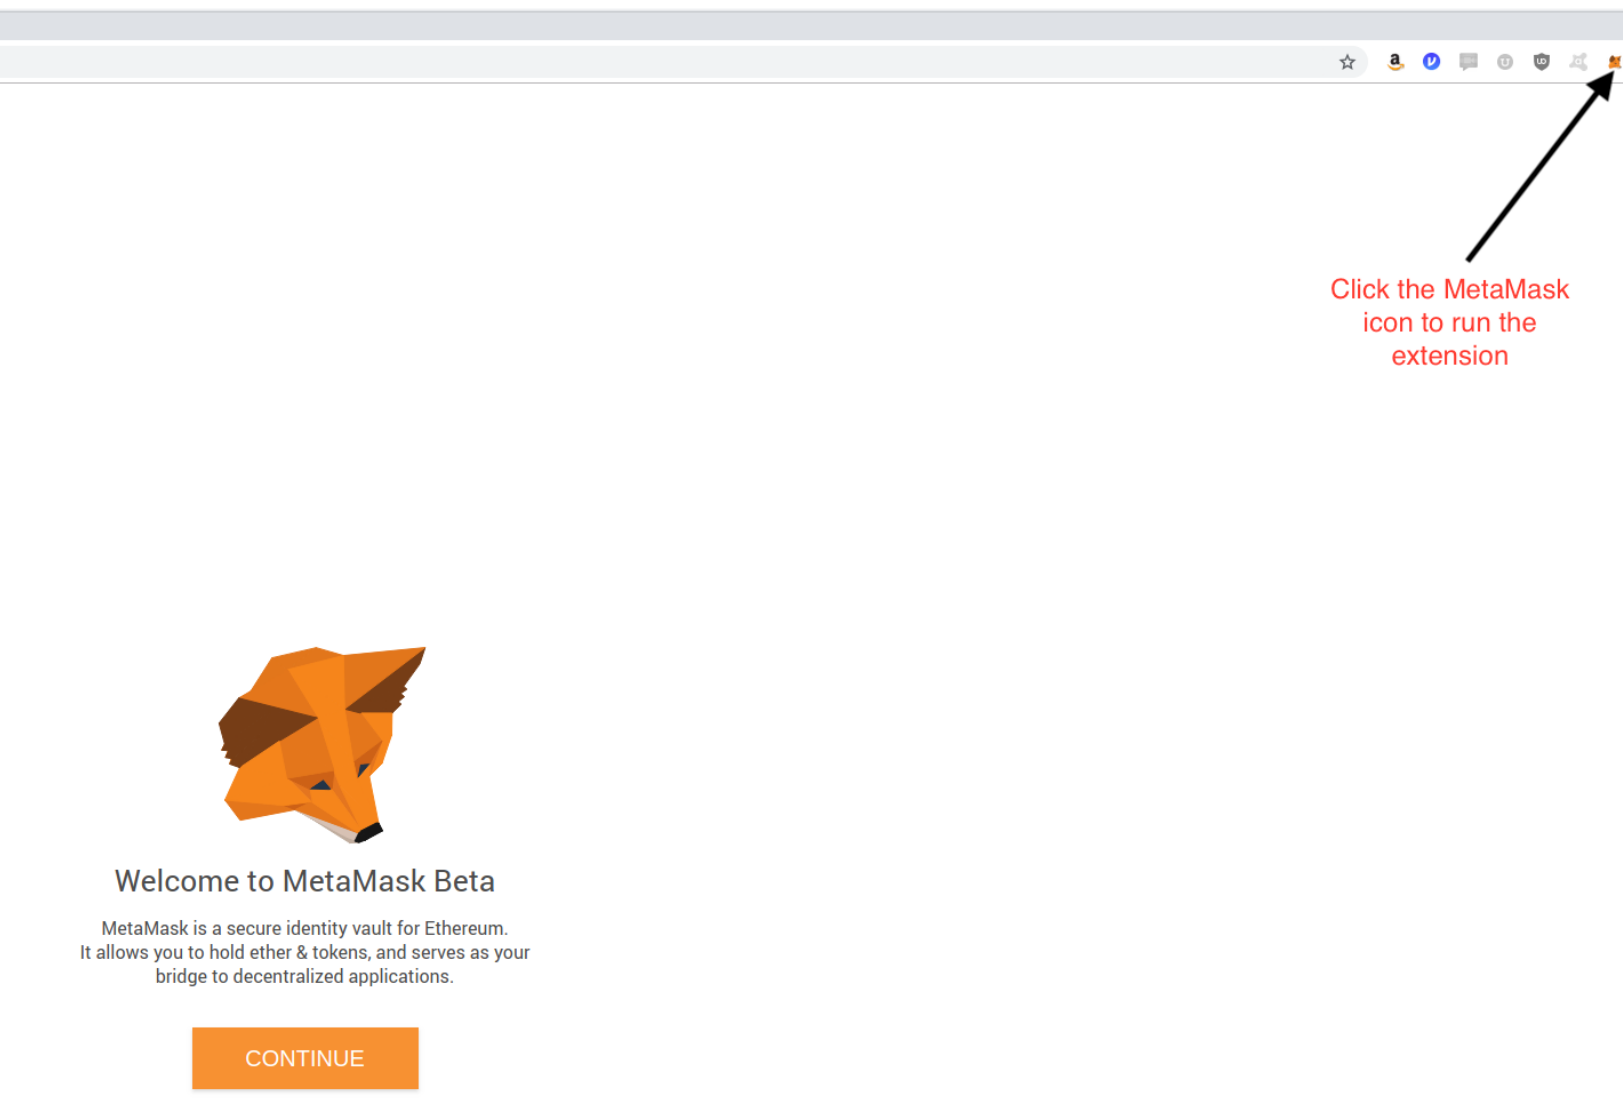 Click the MetaMask
icon to run the
extension
Welcome to MetaMask Beta
MetaMask is a secure identity vault for Ethereum.
It allows you to hold ether & tokens, and serves as your
bridge to decentralized applications.
CONTINUE